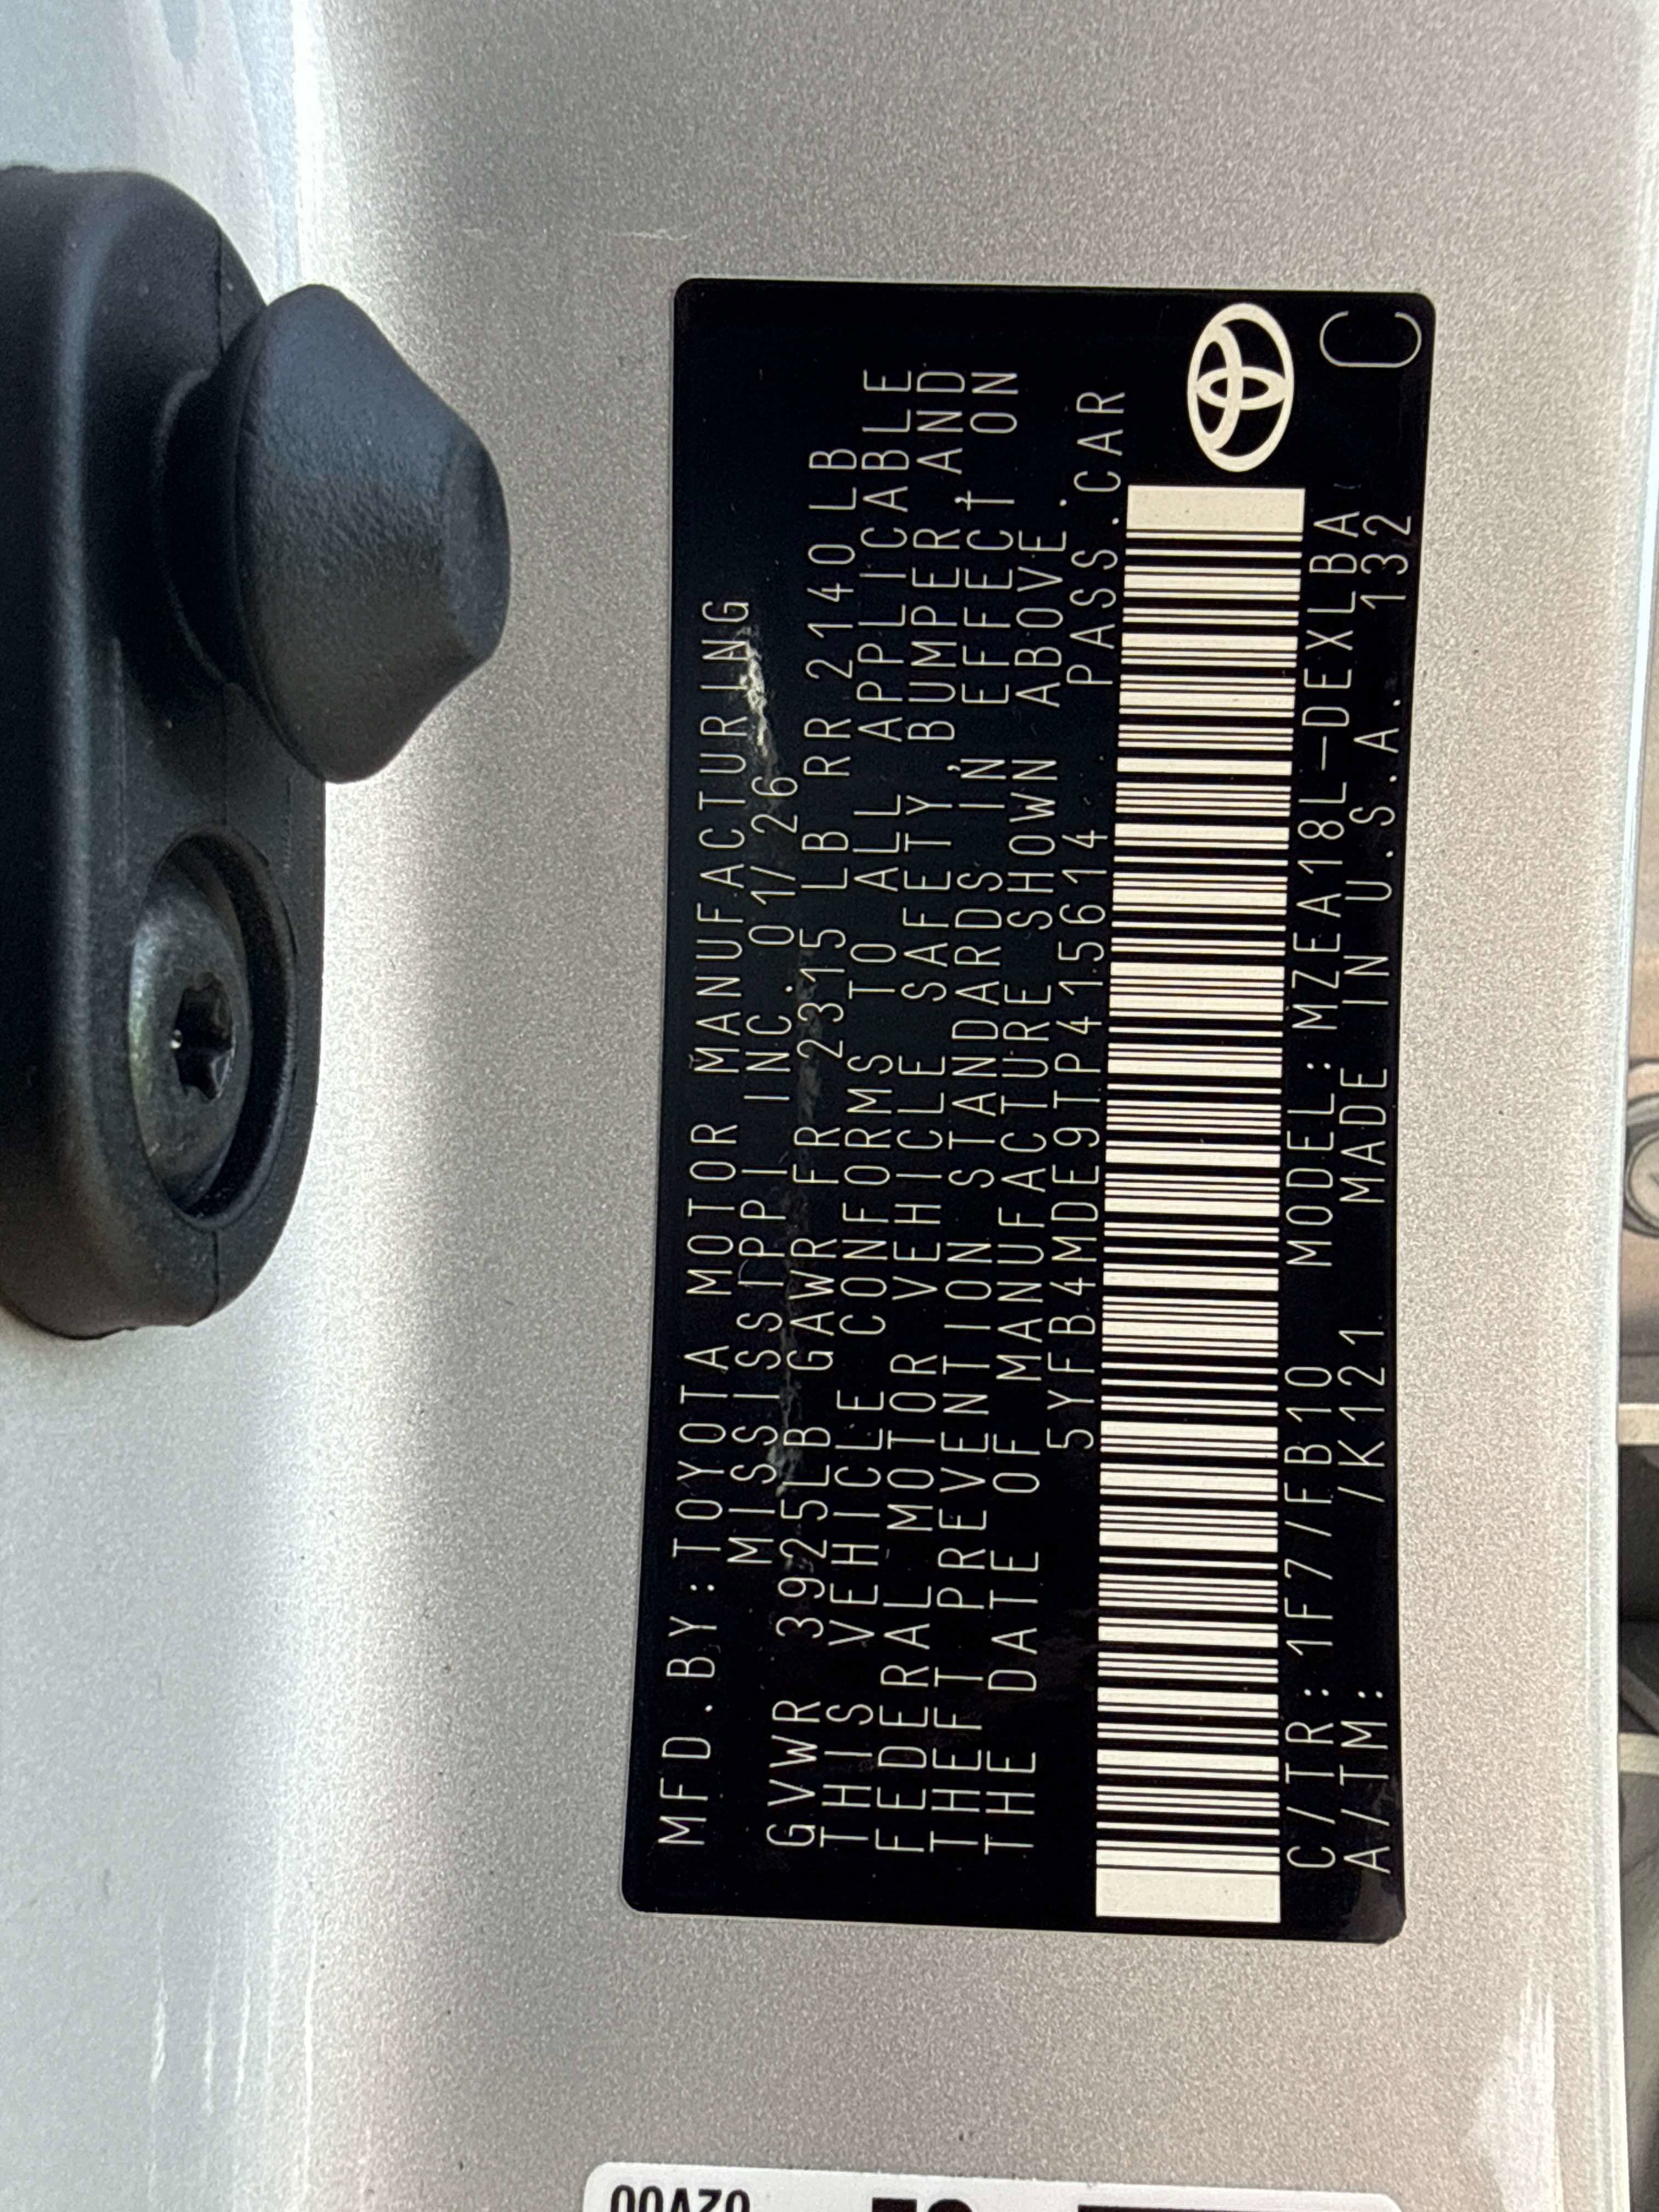 MFD.BY:TOYOTA MOTOR MANUFACTURING
MISSISSIPPI INC. 01/26
GVWR 3925LB GAWR FR 2315 LB RR 2140LB
THIS VEHICLE CONFORMS TO ALL APPLICABLE
FEDERAL MOTOR VEHICLE SAFETY, BUMPER, AND
THEFT PREVENTION STANDARDS IN EFFECT ON
THE DATE OF MANUFACTURE SHOWN ABOVE.
5YFB4MDE9TP415614 PASS.CAR
C/TR:1F7/FB10 MODEL:MZEA18L-DEXLBA
A/TM: /K121 MADE IN U.S.A. 132 C